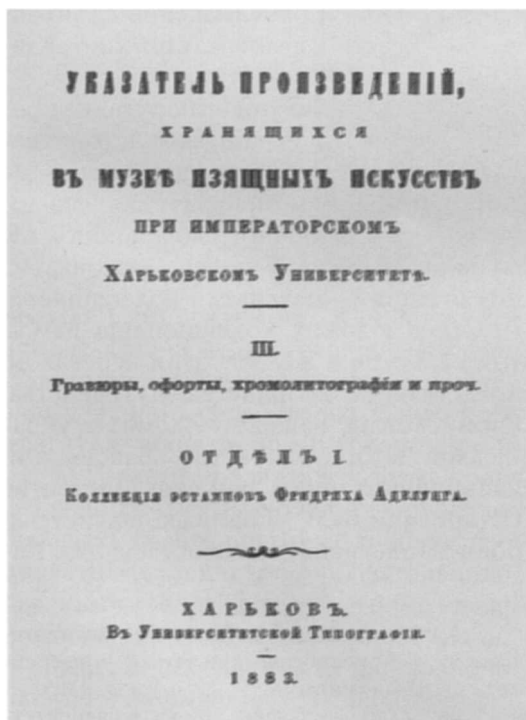 УКАЗАТЕЛЬ ПРОИЗВЕДЕНІЙ,
ХРАНЯЩИХСЯ
ВЪ МУЗЕѢ ИЗЯЩНЫХЪ ИСКУССТВЪ
ПРИ ИМПЕРАТОРСКОМЪ
ХАРЬКОВСКОМЪ УНИВЕРСИТЕТѢ.
III.
Гравюры, офорты, хромолитографіи и проч.
ОТДѢЛЪ I.
КОЛЛЕКЦІЯ ЭСТАМПОВЪ ФРИДРИХА АДЕЛУНГА.
ХАРЬКОВЪ.
ВЪ УНИВЕРСИТЕТСКОЙ ТИПОГРАФІИ.
1883.